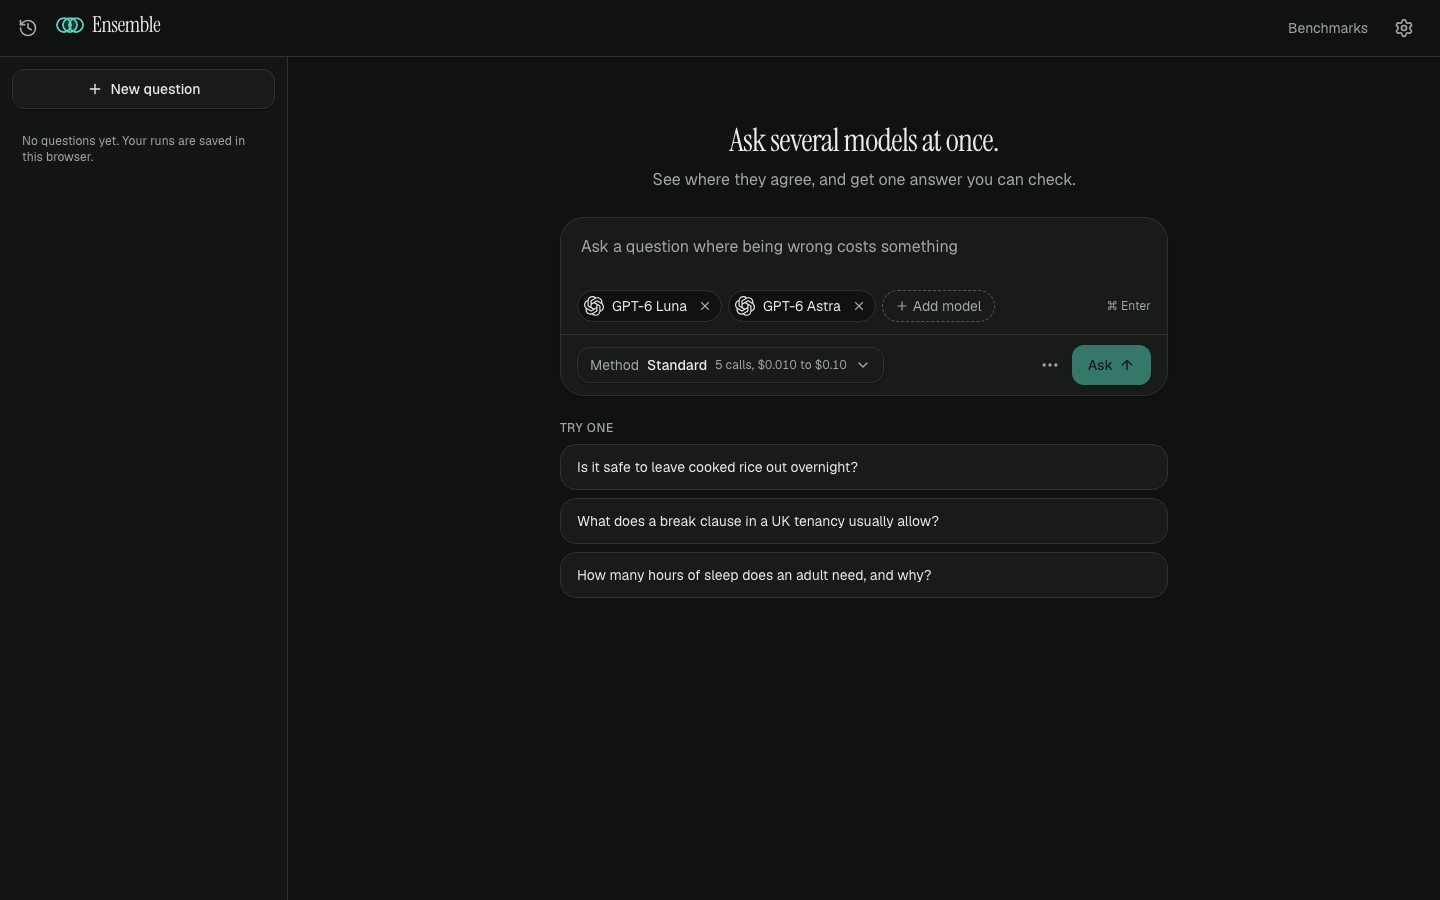 Ensemble
Benchmarks
New question
No questions yet. Your runs are saved in
this browser.
Ask several models at once.
See where they agree, and get one answer you can check.
Ask a question where being wrong costs something
GPT-6 Luna
GPT-6 Astra
+ Add model
⌘ Enter
Method Standard 5 calls, $0.010 to $0.10
Ask
TRY ONE
Is it safe to leave cooked rice out overnight?
What does a break clause in a UK tenancy usually allow?
How many hours of sleep does an adult need, and why?